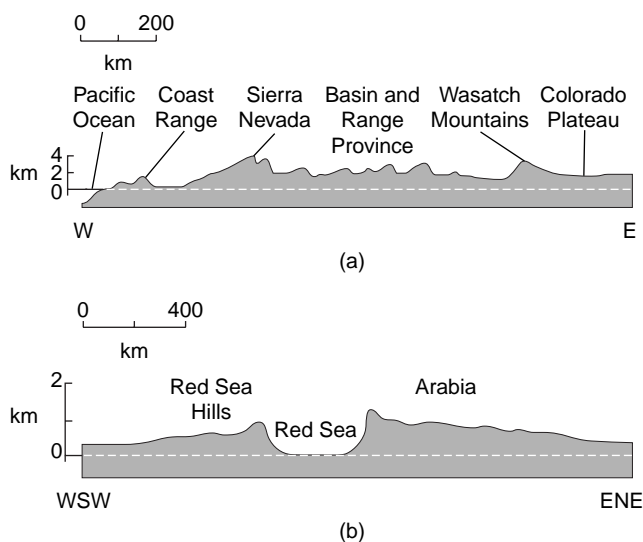 0 200
km
Pacific Ocean
Coast Range
Sierra Nevada
Basin and Range Province
Wasatch Mountains
Colorado Plateau
km
4
2
0
W E
(a)
0 400
km
2
km
0
Red Sea Hills
Red Sea
Arabia
WSW ENE
(b)